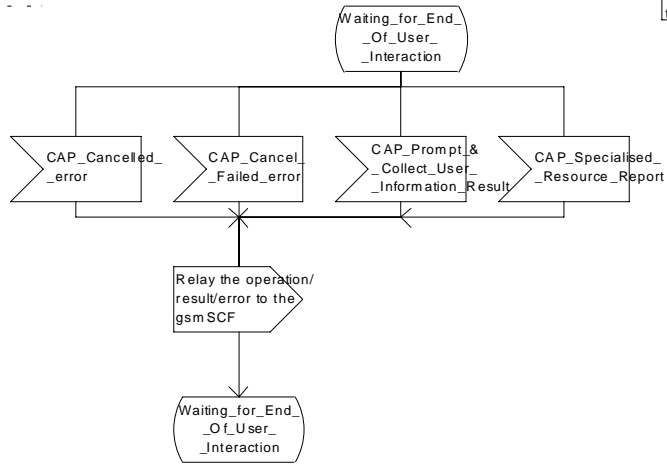 Waiting_for_End_
_Of_User_
_Interaction
CAP_Cancelled_
_error
CAP_Cancel_
_Failed_error
CAP_Prompt_&
_Collect_User_
_Information_Result
CAP_Specialised_
_Resource_Report
Relay the operation/
result/error to the
gsmSCF
Waiting_for_End_
_Of_User_
_Interaction